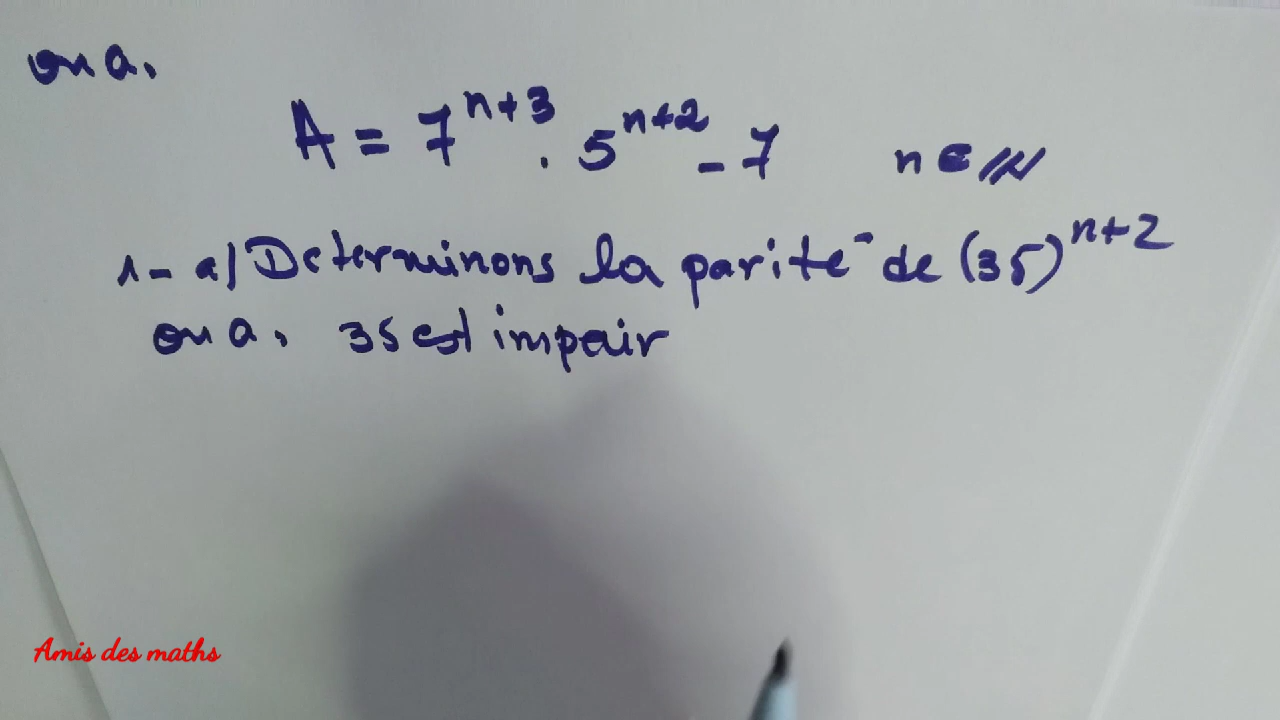 on a,
A = 7^{n+3} . 5^{n+2} - 7 n ∈ ℕ
1- a/ Determinons la parité de (35)^{n+2}
on a, 35 est impair
Amis des maths